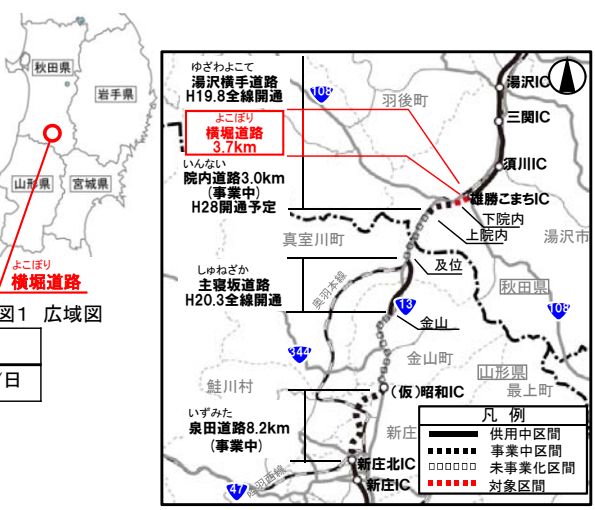 秋田県
岩手県
山形県
宮城県
よこぼり
横堀道路
図1 広域図
日
ゆざわよこて
湯沢横手道路
H19.8全線開通
よこぼり
横堀道路
3.7km
いんない
院内道路3.0km
(事業中)
H28開通予定
しゅねざか
主寝坂道路
H20.3全線開通
いずみた
泉田道路8.2km
(事業中)
108
羽後町
湯沢IC
三関IC
須川IC
雄勝こまちIC
下院内
上院内
湯沢市
真室川町
及位
秋田県
奥羽本線
13
108
金山
344
金山町
山形県
鮭川村
(仮)昭和IC
最上町
新庄
新庄北IC
新庄IC
47
陸羽西線
凡 例
供用中区間
事業中区間
未事業化区間
対象区間